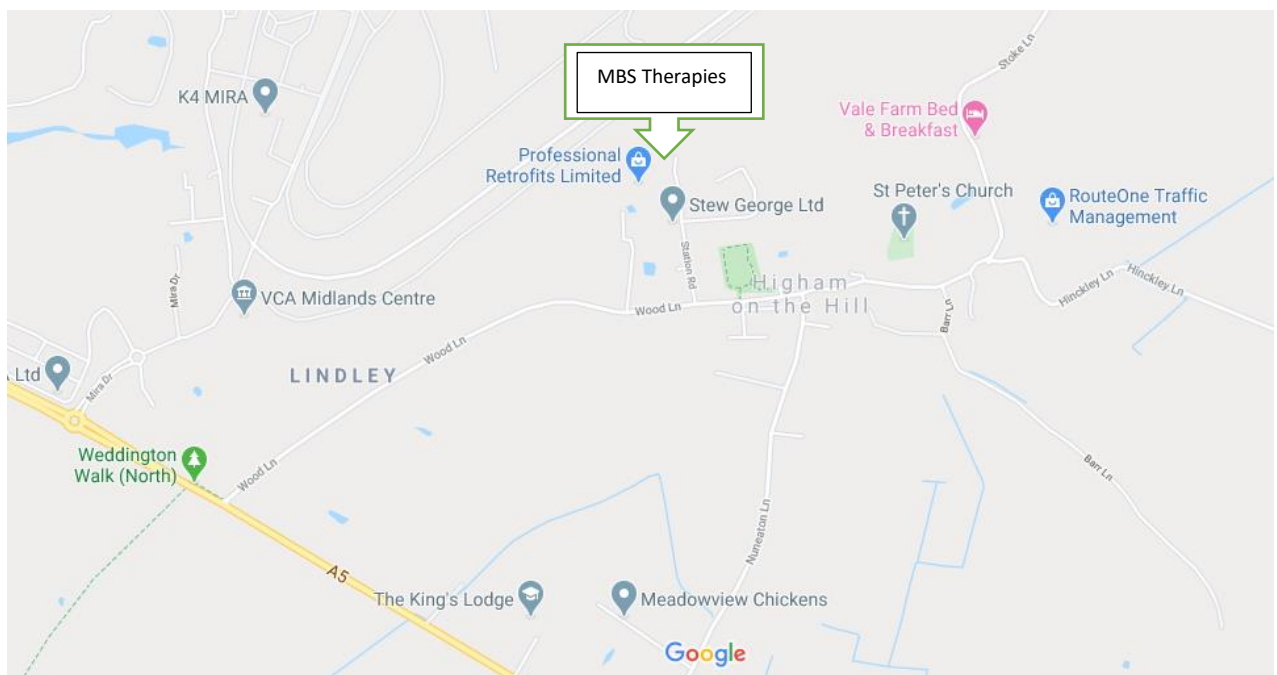 MBS Therapies
Stoke Ln
K4 MIRA
Vale Farm Bed
& Breakfast
Professional
Retrofits Limited
St Peter's Church
RouteOne Traffic
Management
Stew George Ltd
Station Rd
Mira Dr
VCA Midlands Centre
Higham
on the Hill
Hinckley Ln
Hinckley Ln
Wood Ln
Barr Ln
Wood Ln
Ltd
LINDLEY
Mira Dr
Weddington
Walk (North)
Wood Ln
Barr Ln
Nuneaton Ln
A5
The King's Lodge
Meadowview Chickens
Google